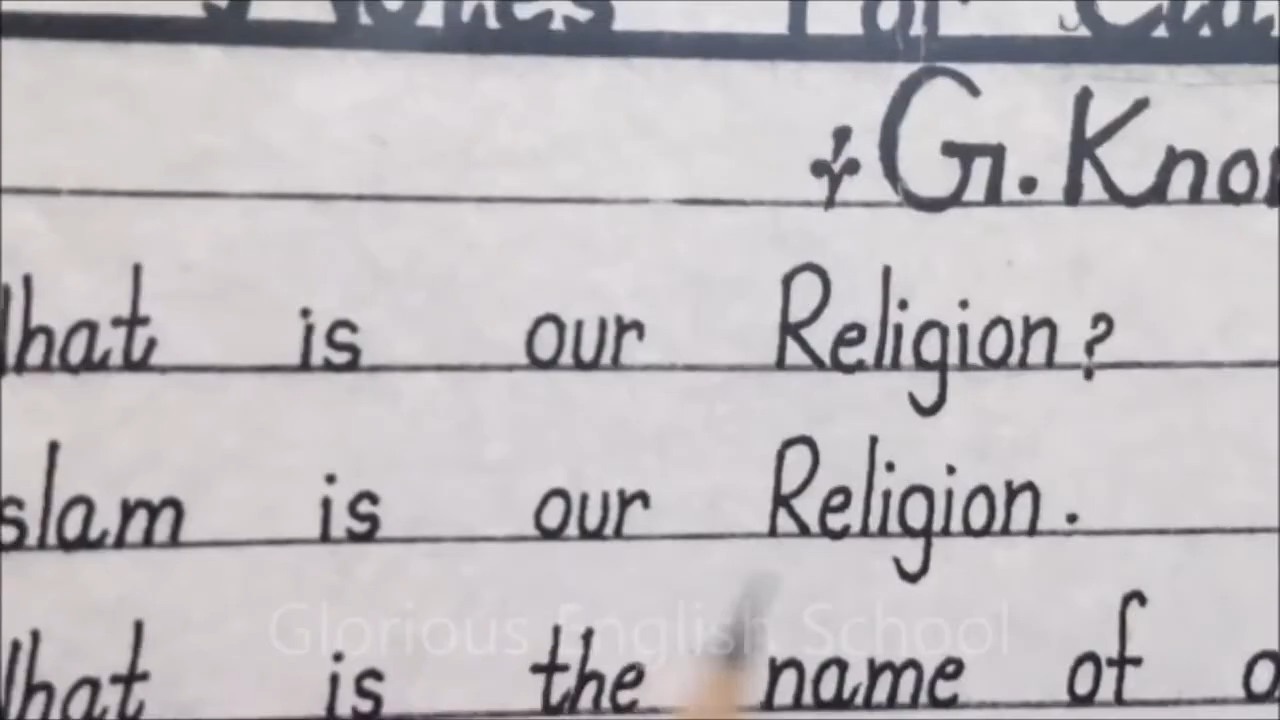 G.Kno
hat is our Religion?
slam is our Religion.
Glorious English School
hat is the name of